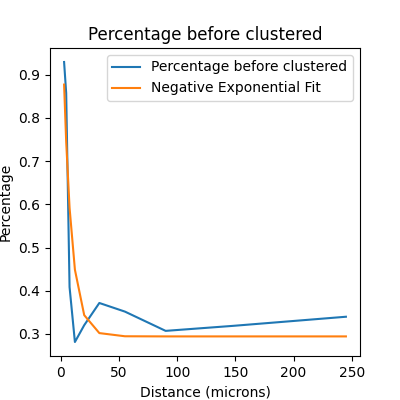 Percentage before clustered
Percentage before clustered
Negative Exponential Fit
Percentage
0.9
0.8
0.7
0.6
0.5
0.4
0.3
0 50 100 150 200 250
Distance (microns)